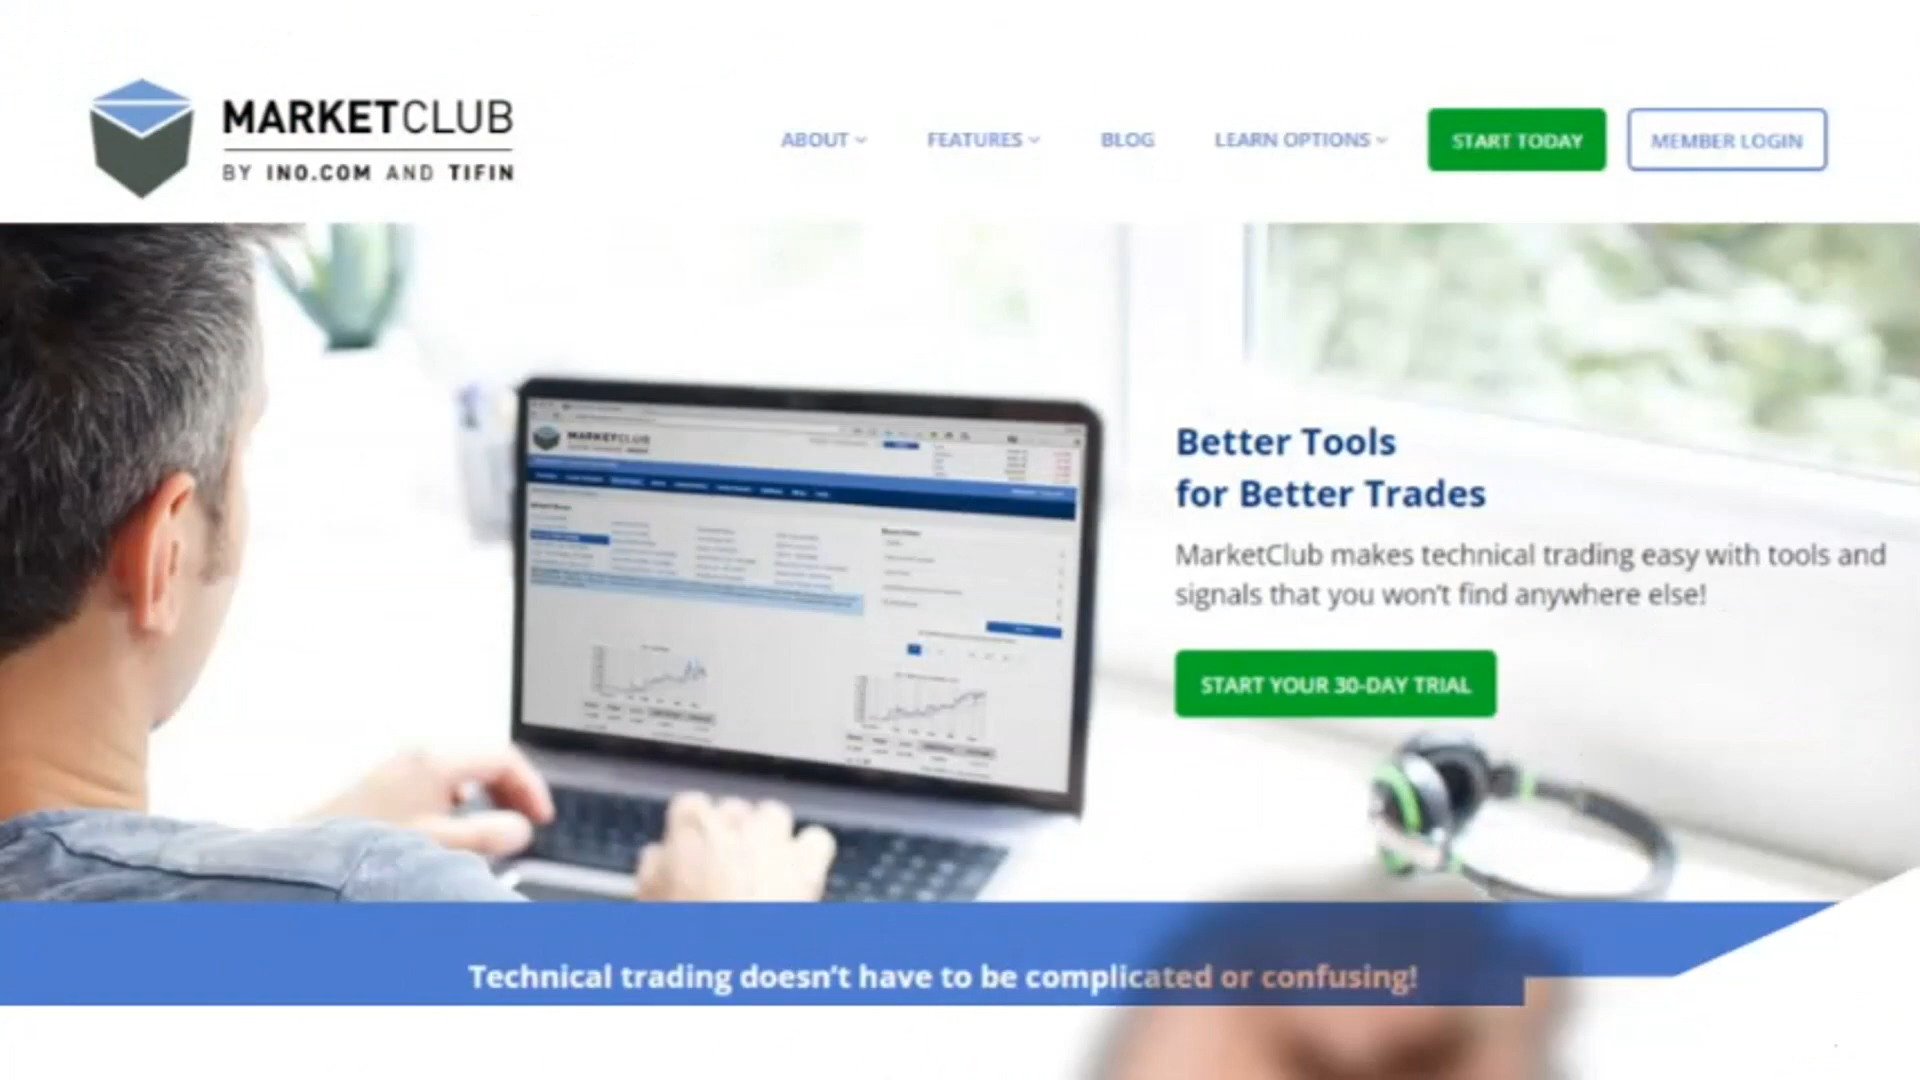 MARKETCLUB
BY INO.COM AND TIFIN
ABOUT
FEATURES
BLOG
LEARN OPTIONS
START TODAY
MEMBER LOGIN
MARKETCLUB
Better Tools
for Better Trades
MarketClub makes technical trading easy with tools and
signals that you won't find anywhere else!
START YOUR 30-DAY TRIAL
Technical trading doesn't have to be complicated or confusing!